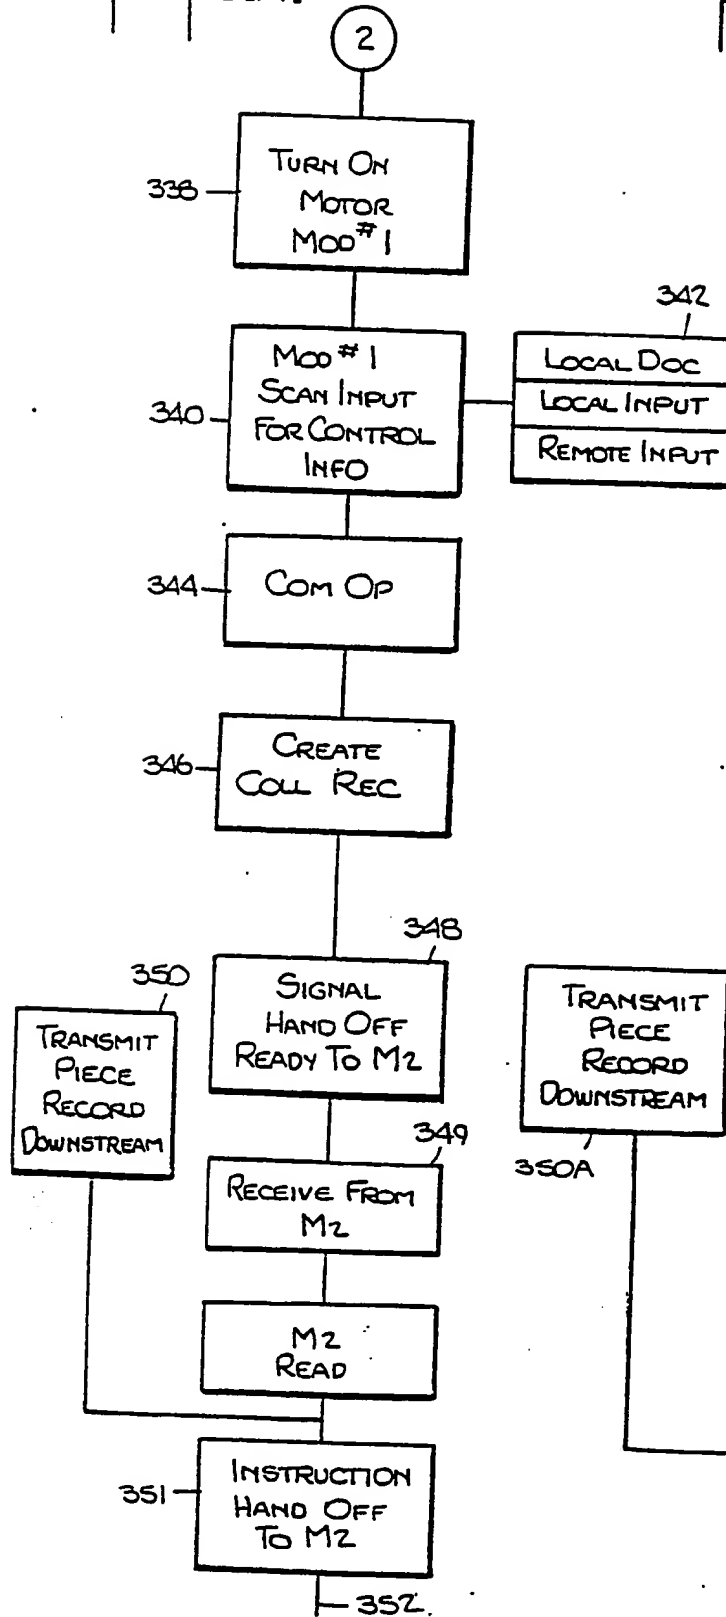 2
TURN ON
MOTOR
MOD #1
338
342
MOD #1
SCAN INPUT
FOR CONTROL
INFO
340
LOCAL DOC
LOCAL INPUT
REMOTE INPUT
COM OP
344
CREATE
COLL REC
346
348
SIGNAL
HAND OFF
READY TO M2
350
TRANSMIT
PIECE
RECORD
DOWNSTREAM
TRANSMIT
PIECE
RECORD
DOWNSTREAM
350A
349
RECEIVE FROM
M2
M2
READ
INSTRUCTION
HAND OFF
TO M2
351
352.